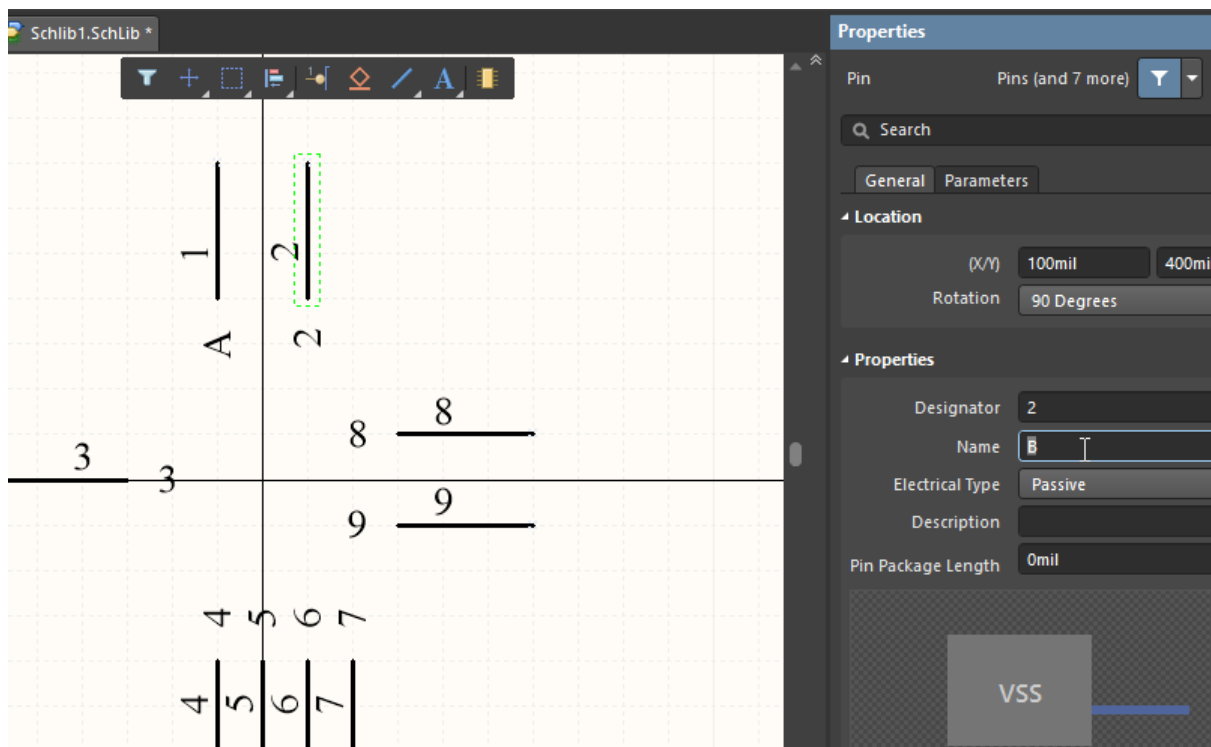 Schlib1.SchLib *
Properties
Pin Pins (and 7 more)
Search
General Parameters
Location
(X/Y) 100mil 400mi
Rotation 90 Degrees
Properties
Designator 2
Name B
Electrical Type Passive
Description
Pin Package Length 0mil
VSS
A
1 2
A 2
8 8
3 3
9 9
4 5 6 7
4 5 6 7